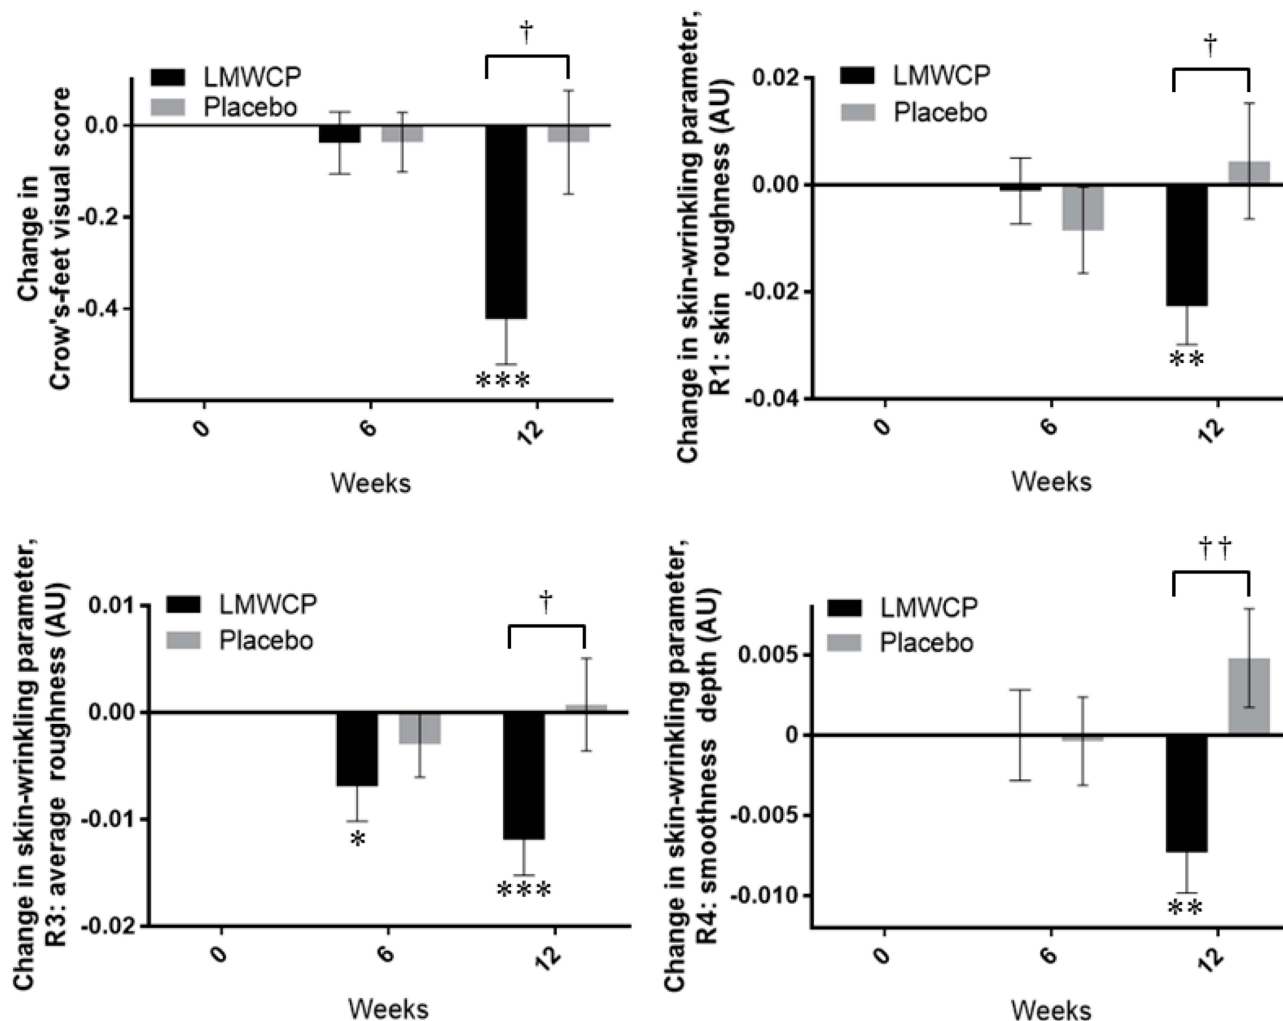 †
LMWCP
Placebo
0.0
-0.2
-0.4
Change in
Crow's-feet visual score
***
0
6
12
Weeks
†
LMWCP
Placebo
0.02
0.00
-0.02
-0.04
Change in skin-wrinkling parameter,
R1: skin roughness (AU)
**
0
6
12
Weeks
†
LMWCP
Placebo
0.01
0.00
-0.01
-0.02
Change in skin-wrinkling parameter,
R3: average roughness (AU)
*
***
0
6
12
Weeks
††
LMWCP
Placebo
0.005
0
-0.005
-0.010
Change in skin-wrinkling parameter,
R4: smoothness depth (AU)
**
0
6
12
Weeks